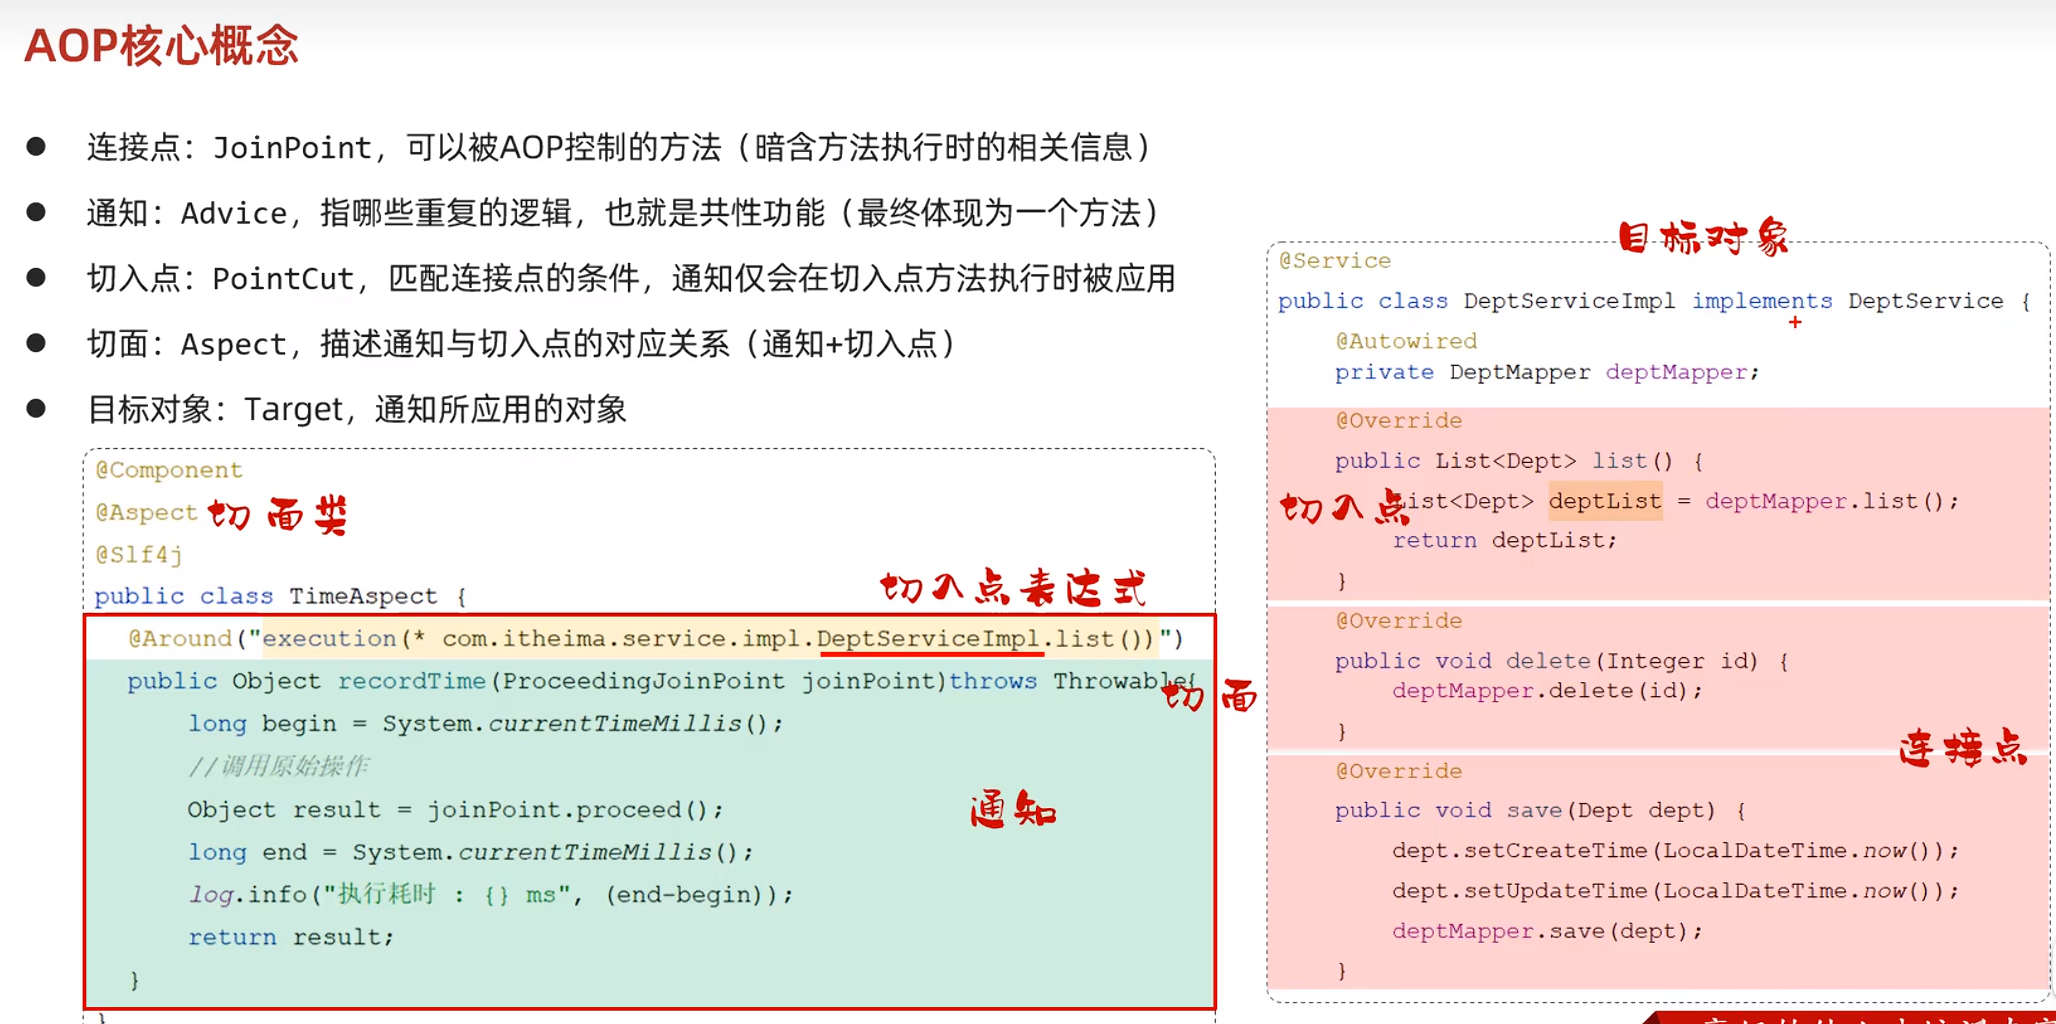 AOP核心概念
● 连接点：JoinPoint，可以被AOP控制的方法（暗含方法执行时的相关信息）
● 通知：Advice，指哪些重复的逻辑，也就是共性功能（最终体现为一个方法）
● 切入点：PointCut，匹配连接点的条件，通知仅会在切入点方法执行时被应用
● 切面：Aspect，描述通知与切入点的对应关系（通知+切入点）
● 目标对象：Target，通知所应用的对象
@Component
@Aspect 切面类
@Slf4j
public class TimeAspect {
切入点表达式
@Around("execution(* com.itheima.service.impl.DeptServiceImpl.list())")
public Object recordTime(ProceedingJoinPoint joinPoint)throws Throwable{
切面
long begin = System.currentTimeMillis();
//调用原始操作
Object result = joinPoint.proceed();
通知
long end = System.currentTimeMillis();
log.info("执行耗时 : {} ms", (end-begin));
return result;
}
}
目标对象
@Service
public class DeptServiceImpl implements DeptService {
@Autowired
private DeptMapper deptMapper;
@Override
public List<Dept> list() {
切入点
List<Dept> deptList = deptMapper.list();
return deptList;
}
@Override
public void delete(Integer id) {
deptMapper.delete(id);
}
连接点
@Override
public void save(Dept dept) {
dept.setCreateTime(LocalDateTime.now());
dept.setUpdateTime(LocalDateTime.now());
deptMapper.save(dept);
}